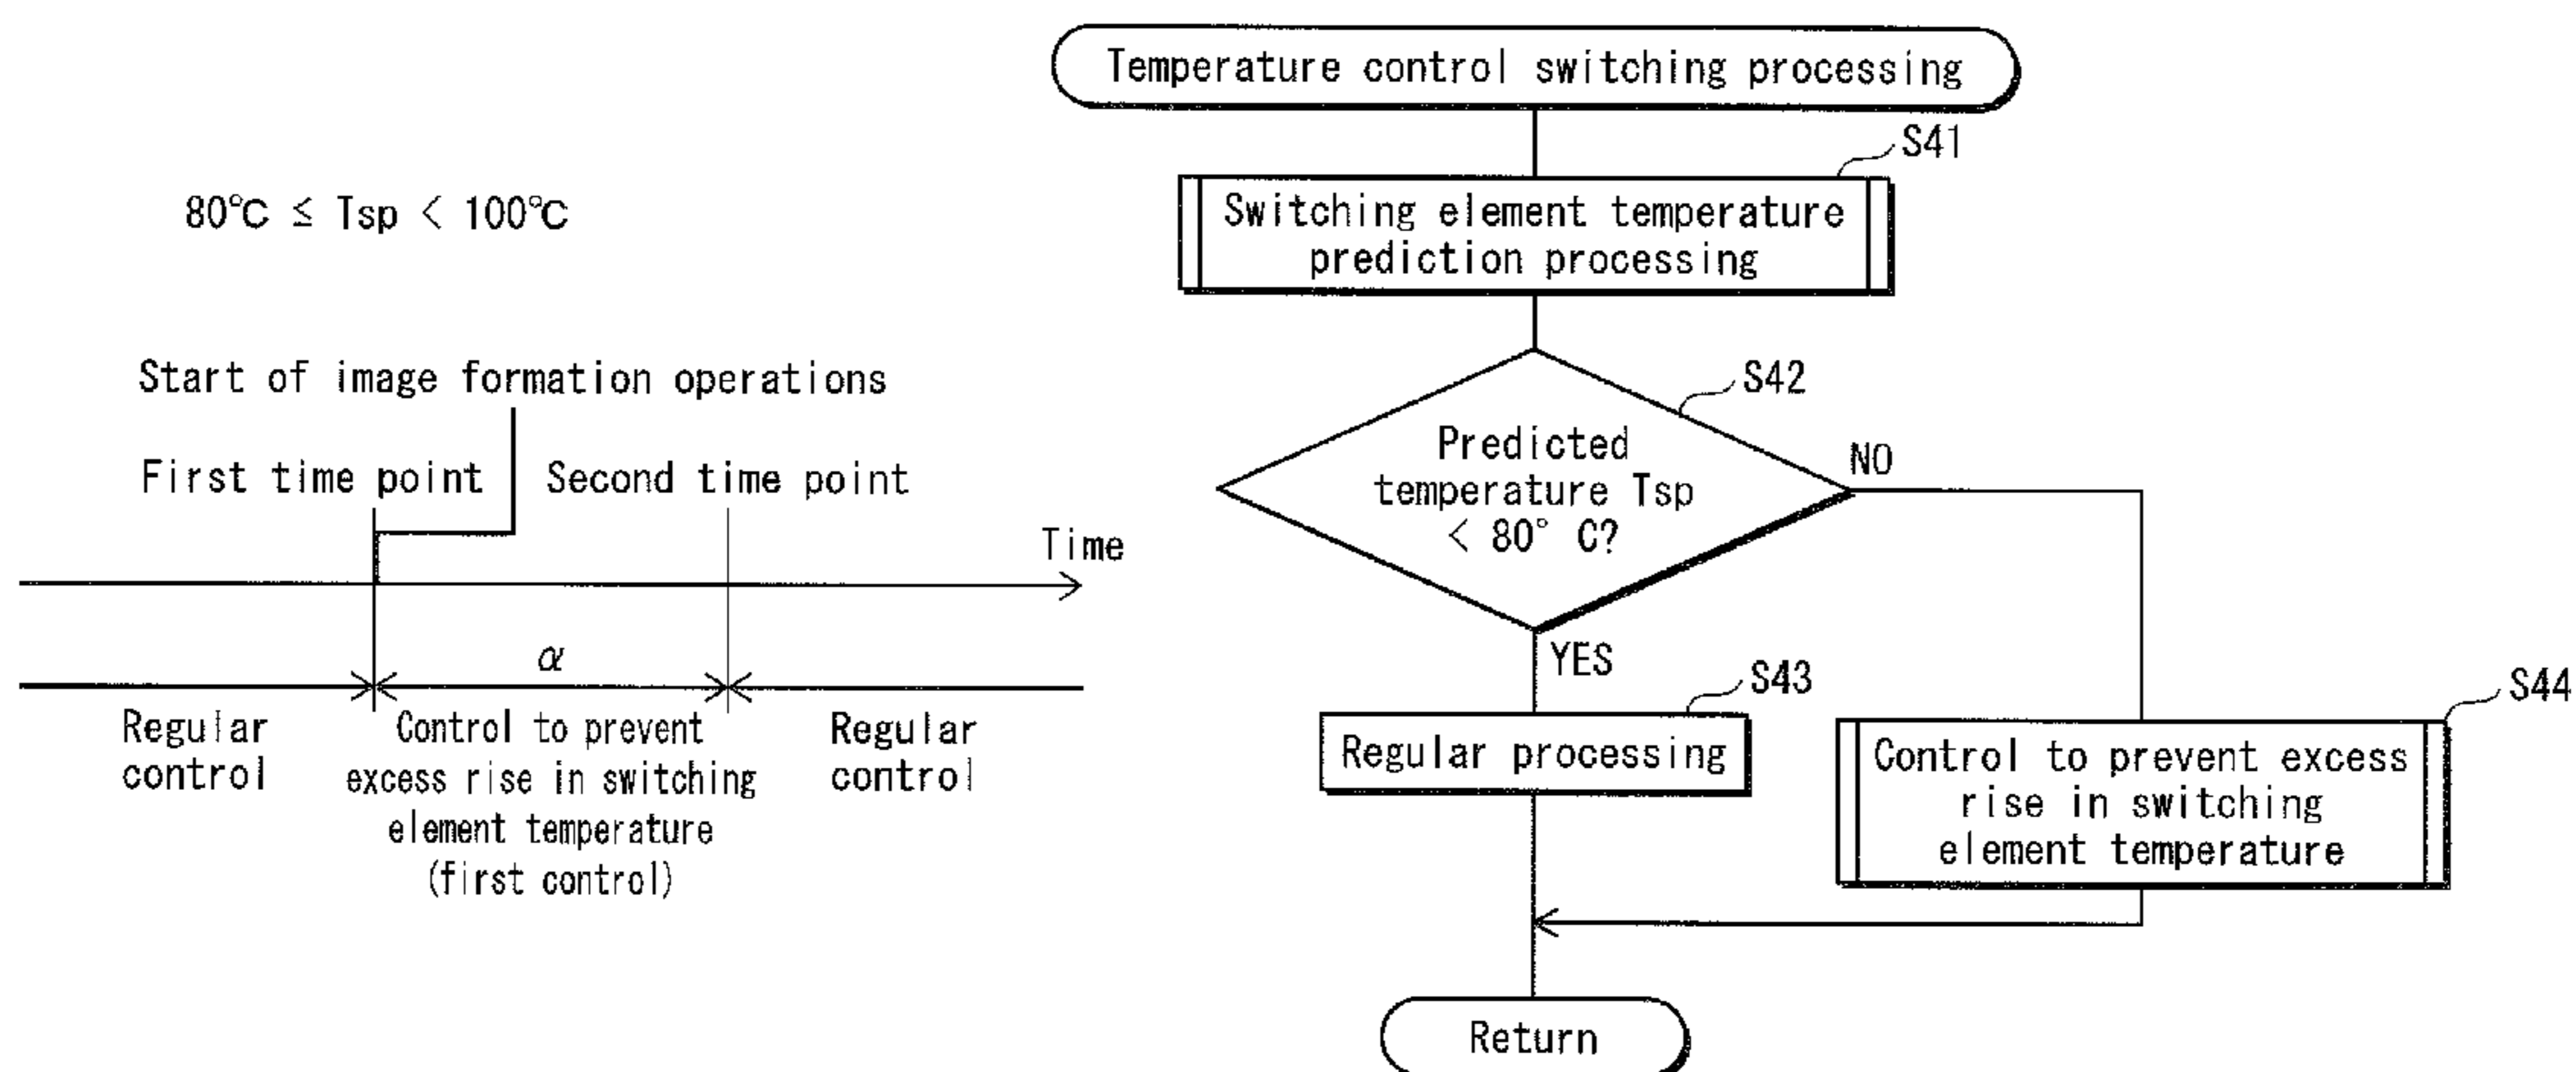 80℃ ≤ Tsp < 100℃
Start of image formation operations
First time point
Second time point
Time
α
Regular
control
Control to prevent
excess rise in switching
element temperature
(first control)
Regular
control
Temperature control switching processing
S41
Switching element temperature
prediction processing
S42
Predicted
temperature Tsp
< 80° C?
NO
YES
S43
Regular processing
S44
Control to prevent excess
rise in switching
element temperature
Return